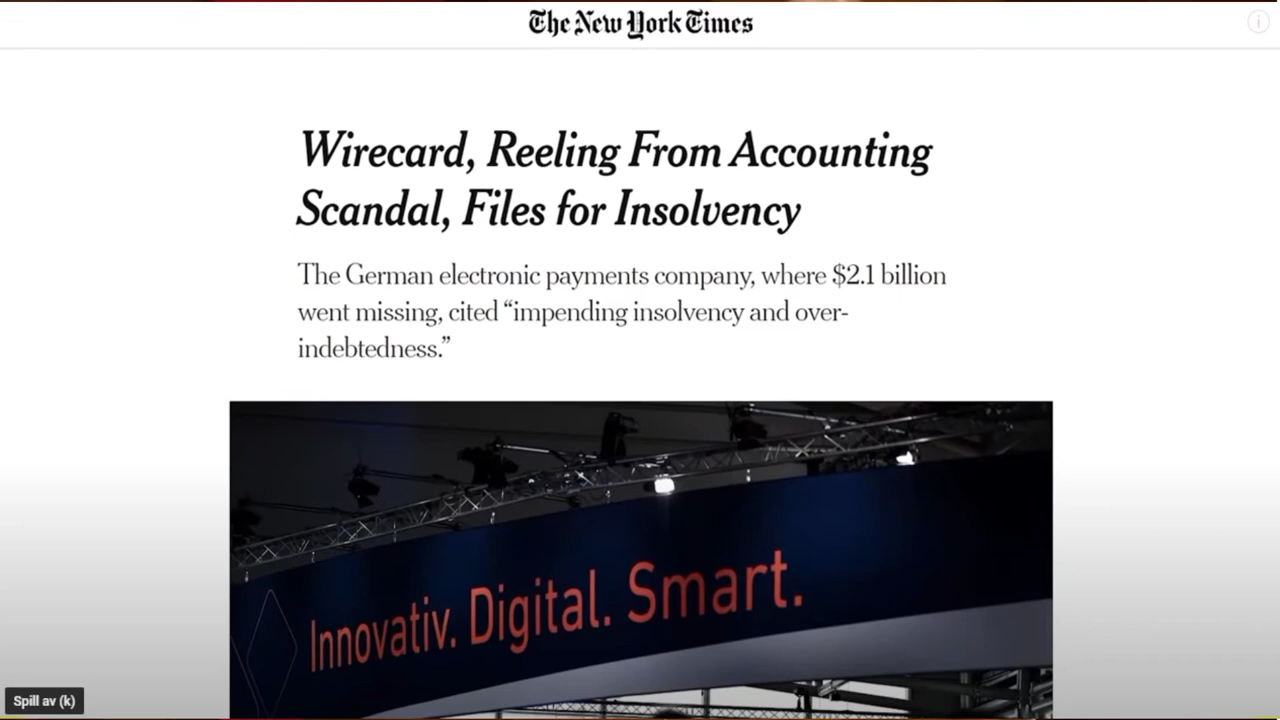 The New York Times
Wirecard, Reeling From Accounting
Scandal, Files for Insolvency
The German electronic payments company, where $2.1 billion
went missing, cited “impending insolvency and over-
indebtedness.”
Innovativ. Digital. Smart.
Spill av (k)